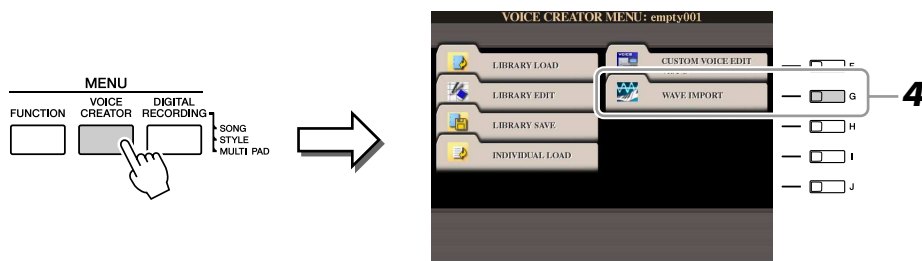 MENU
FUNCTION
VOICE CREATOR
DIGITAL RECORDING
SONG
STYLE
MULTI PAD
VOICE CREATOR MENU: empty001
LIBRARY LOAD
LIBRARY EDIT
LIBRARY SAVE
INDIVIDUAL LOAD
CUSTOM VOICE EDIT
WAVE IMPORT
F
G
H
I
J
4